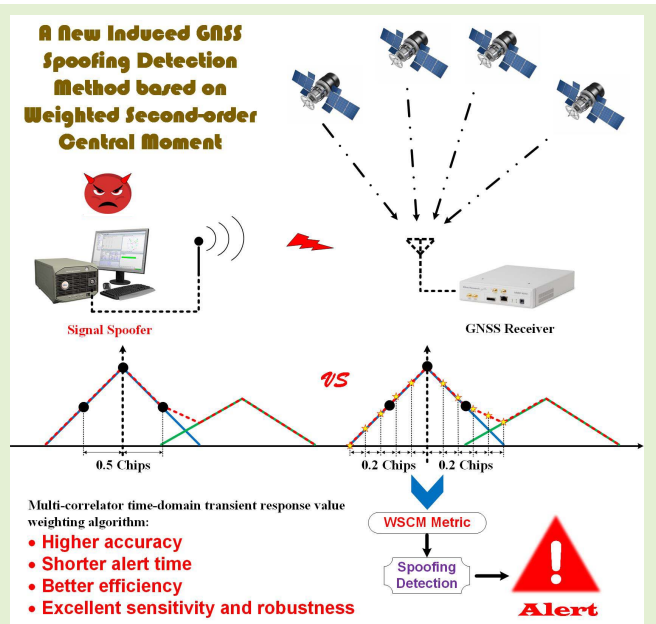 A New Induced GNSS
Spoofing Detection
Method based on
Weighted Second-order
Central Moment
Signal Spoofer
GNSS Receiver
VS
0.5 Chips
0.2 Chips
0.2 Chips
Multi-correlator time-domain transient response value
weighting algorithm:
• Higher accuracy
• Shorter alert time
• Better efficiency
• Excellent sensitivity and robustness
WSCM Metric
Spoofing
Detection
Alert